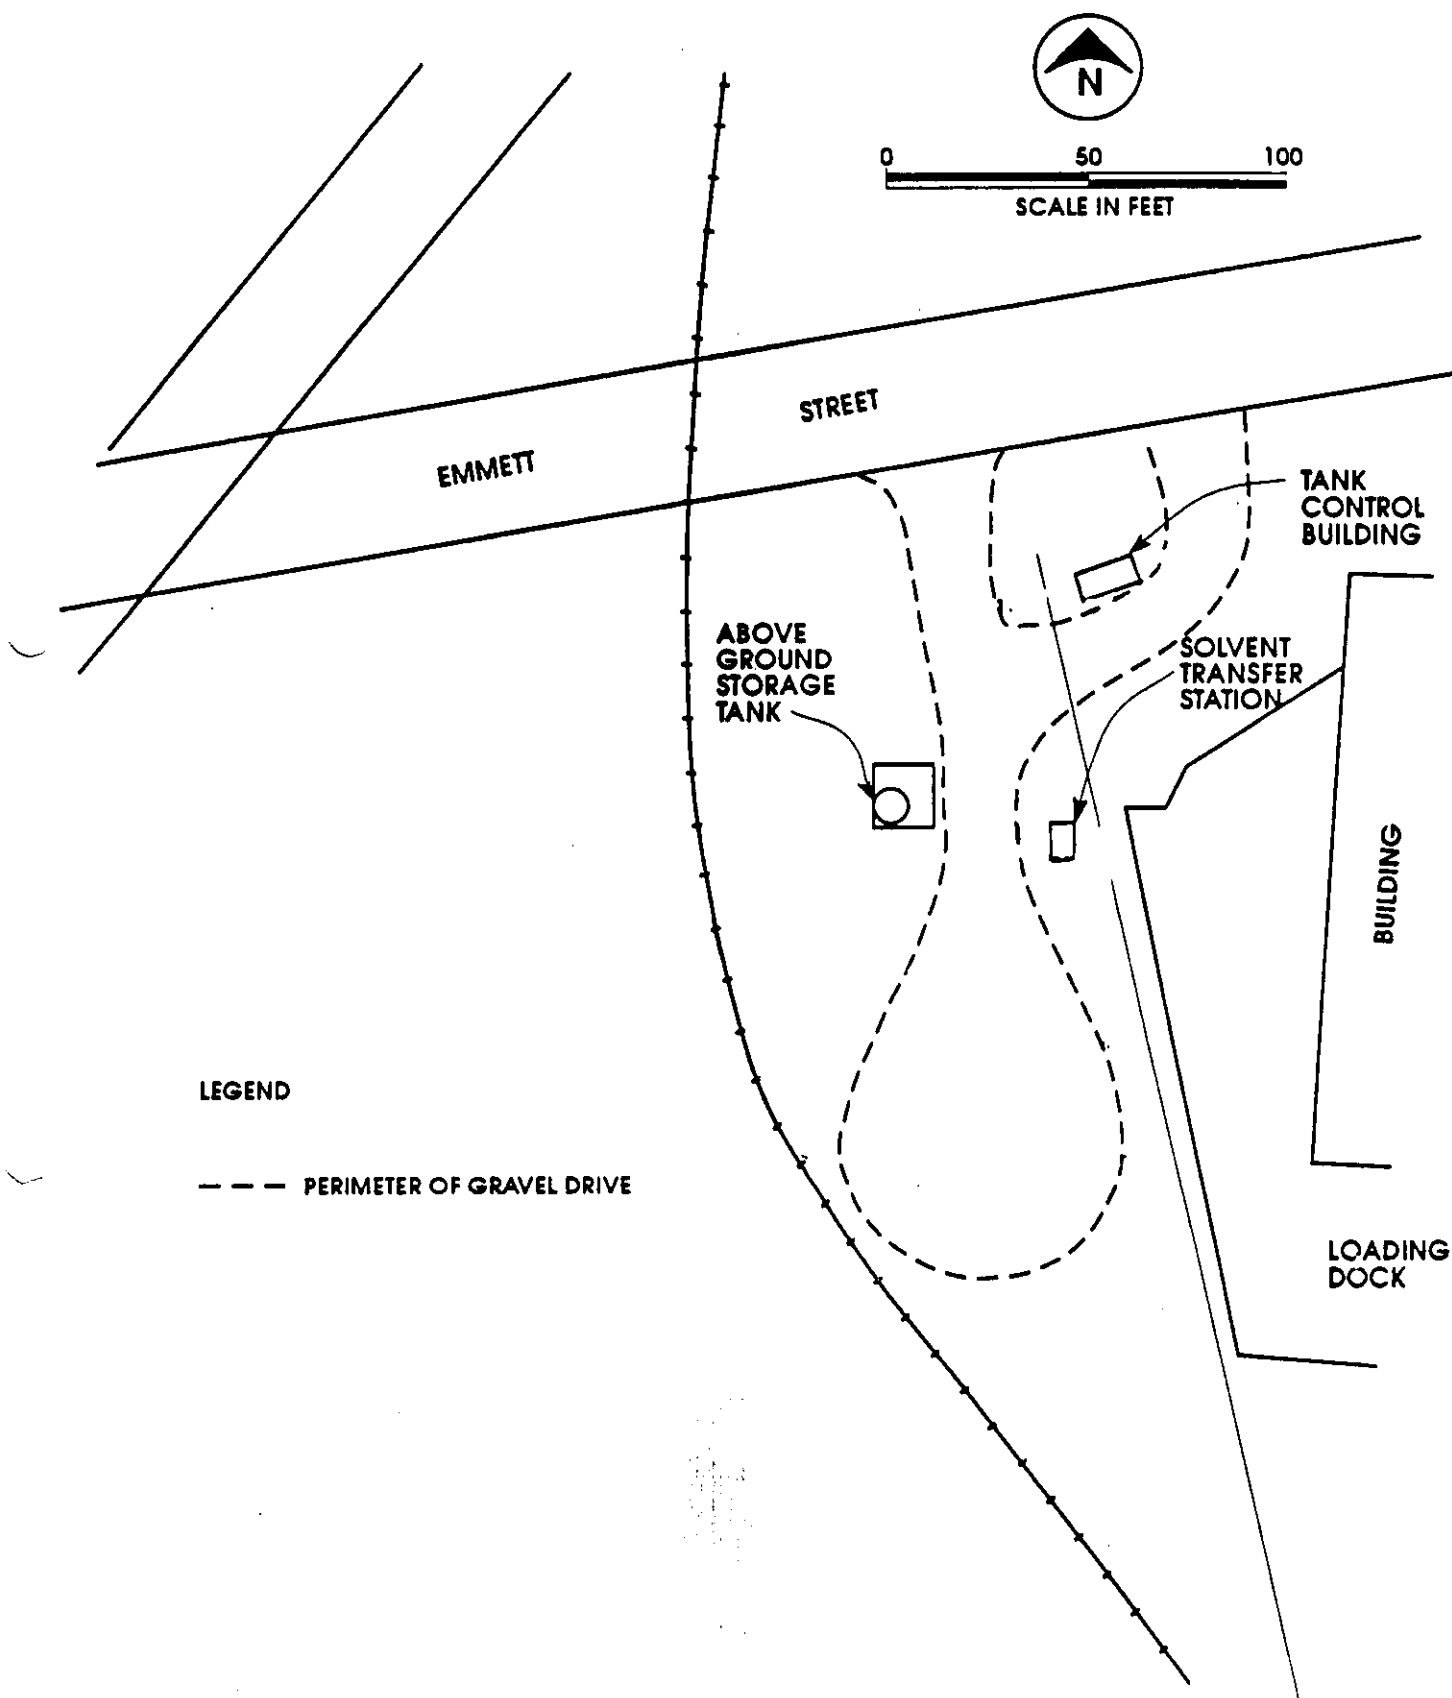 N
0 50 100
SCALE IN FEET
EMMETT STREET
TANK
CONTROL
BUILDING
ABOVE
GROUND
STORAGE
TANK
SOLVENT
TRANSFER
STATION
BUILDING
LEGEND
PERIMETER OF GRAVEL DRIVE
LOADING
DOCK